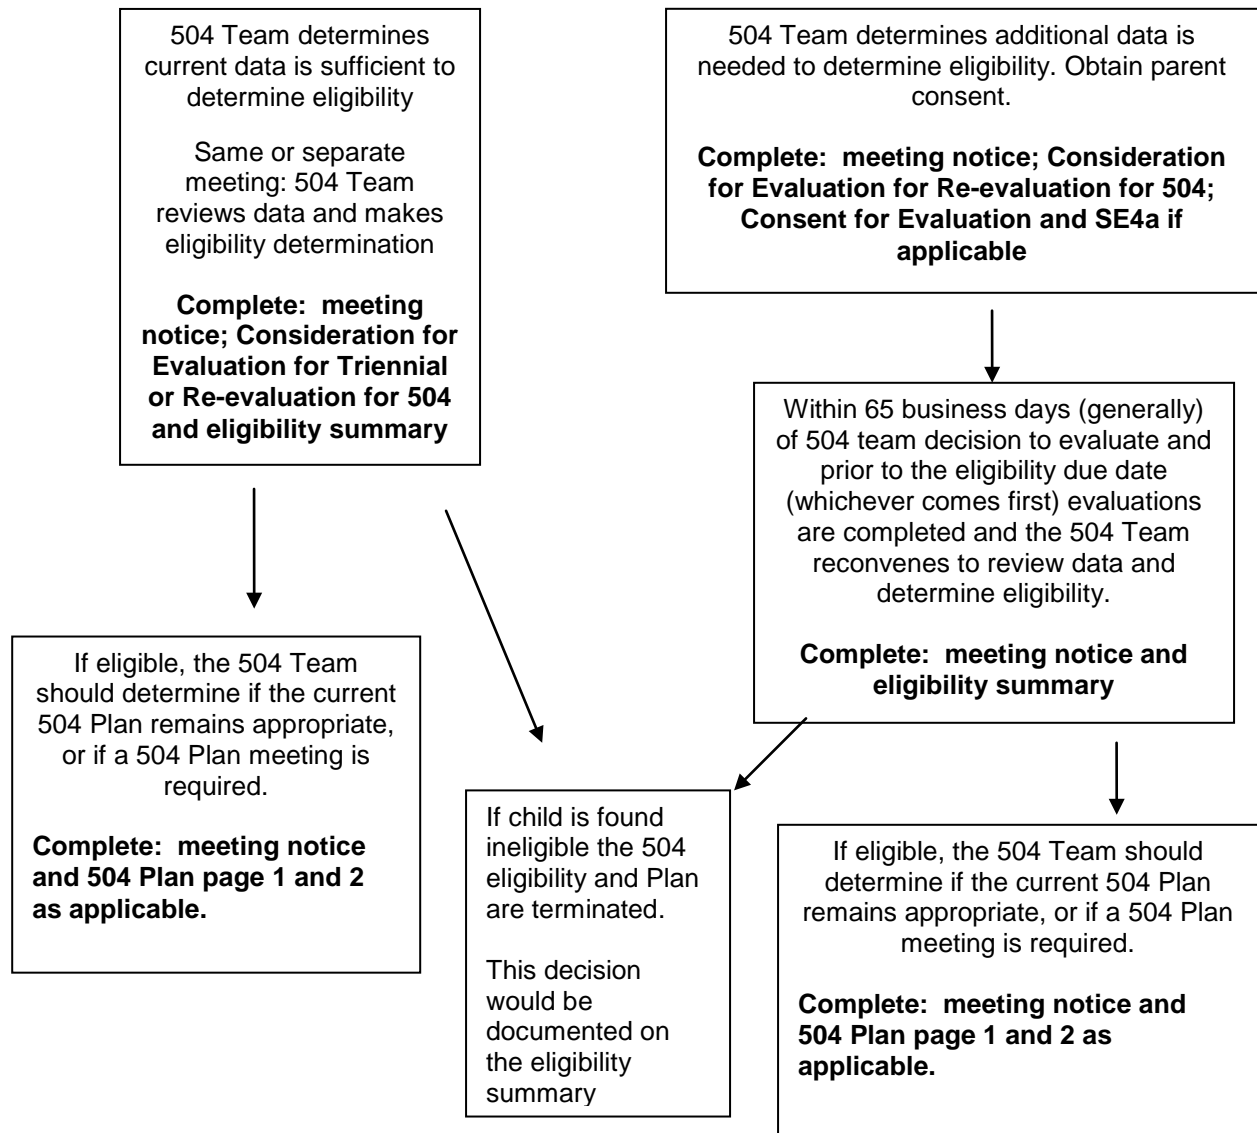 504 Team determines
current data is sufficient to
determine eligibility
Same or separate
meeting: 504 Team
reviews data and makes
eligibility determination
Complete:  meeting
notice; Consideration for
Evaluation for Triennial
or Re-evaluation for 504
and eligibility summary
504 Team determines additional data is
needed to determine eligibility. Obtain parent
consent.
Complete:  meeting notice; Consideration
for Evaluation for Re-evaluation for 504;
Consent for Evaluation and SE4a if
applicable
Within 65 business days (generally)
of 504 team decision to evaluate and
prior to the eligibility due date
(whichever comes first) evaluations
are completed and the 504 Team
reconvenes to review data and
determine eligibility.
Complete:  meeting notice and
eligibility summary
If eligible, the 504 Team
should determine if the current
504 Plan remains appropriate,
or if a 504 Plan meeting is
required.
Complete:  meeting notice
and 504 Plan page 1 and 2
as applicable.
If child is found
ineligible the 504
eligibility and Plan
are terminated.
This decision
would be
documented on
the eligibility
summary
If eligible, the 504 Team should
determine if the current 504 Plan
remains appropriate, or if a 504 Plan
meeting is required.
Complete:  meeting notice and
504 Plan page 1 and 2 as
applicable.